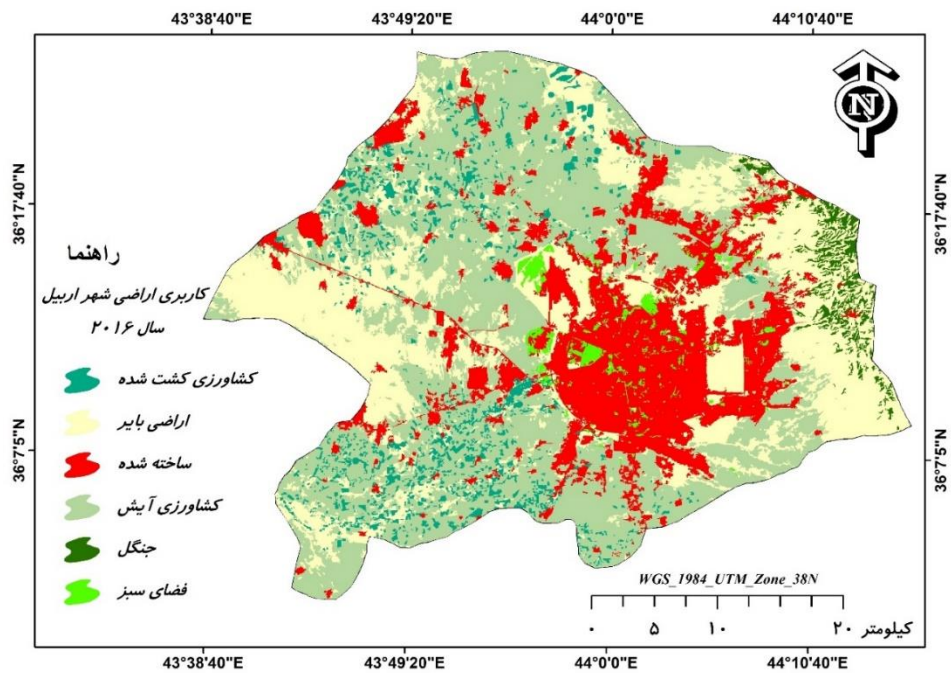 43°38'40"E 43°49'20"E 44°0'0"E 44°10'40"E
N
36°17'40"N 36°17'40"N
راهنما
کاربری اراضی شهر اربیل
سال ۲۰۱۶
کشاورزی کشت شده
اراضی بایر
ساخته شده
کشاورزی آیش
جنگل
فضای سبز
36°7'5"N 36°7'5"N
WGS_1984_UTM_Zone_38N
۰ ۵ ۱۰ ۲۰ کیلومتر
43°38'40"E 43°49'20"E 44°0'0"E 44°10'40"E